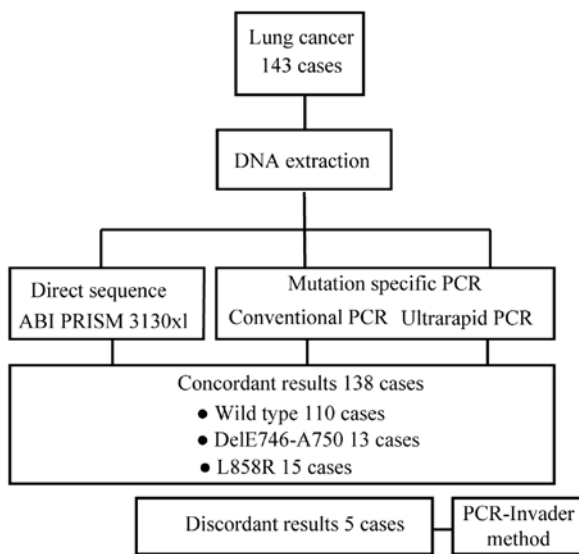 Lung cancer
143 cases
DNA extraction
Direct sequence
ABI PRISM 3130xl
Mutation specific PCR
Conventional PCR Ultrarapid PCR
Concordant results 138 cases
● Wild type 110 cases
● DelE746-A750 13 cases
● L858R 15 cases
Discordant results 5 cases
PCR-Invader
method